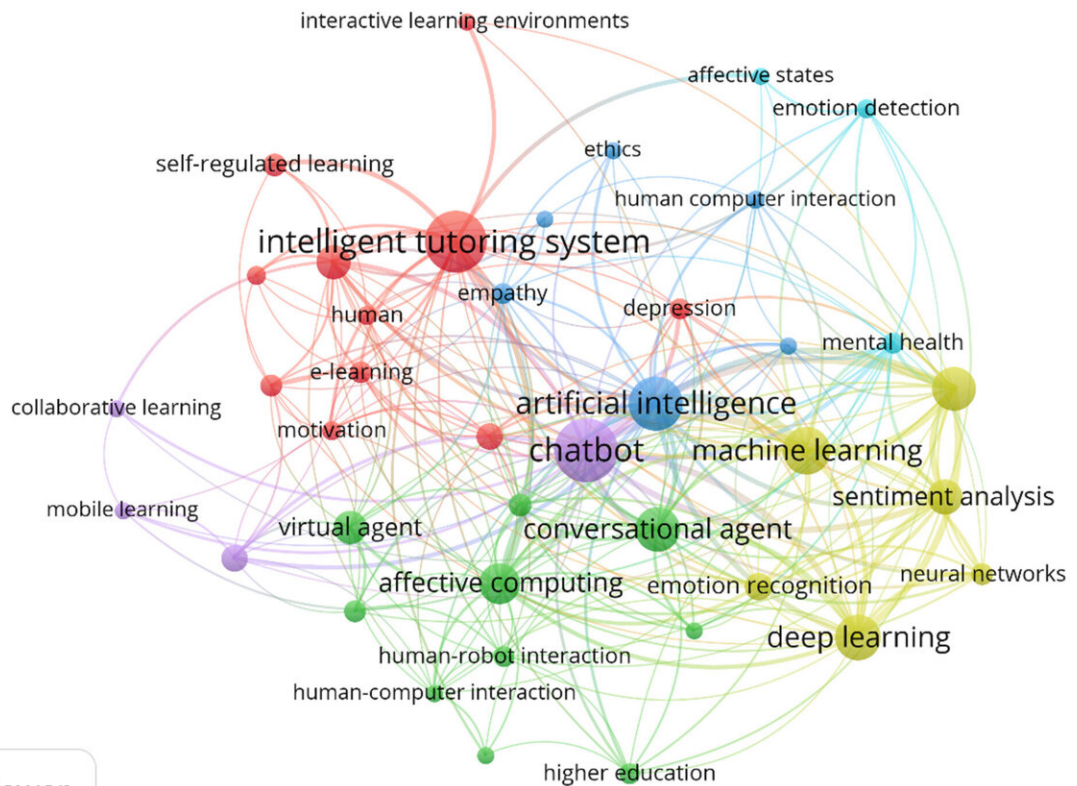 interactive learning environments
affective states
emotion detection
ethics
self-regulated learning
human computer interaction
intelligent tutoring system
empathy
depression
human
mental health
e-learning
artificial intelligence
collaborative learning
motivation
chatbot
machine learning
sentiment analysis
mobile learning
virtual agent
conversational agent
neural networks
affective computing
emotion recognition
deep learning
human-robot interaction
human-computer interaction
higher education